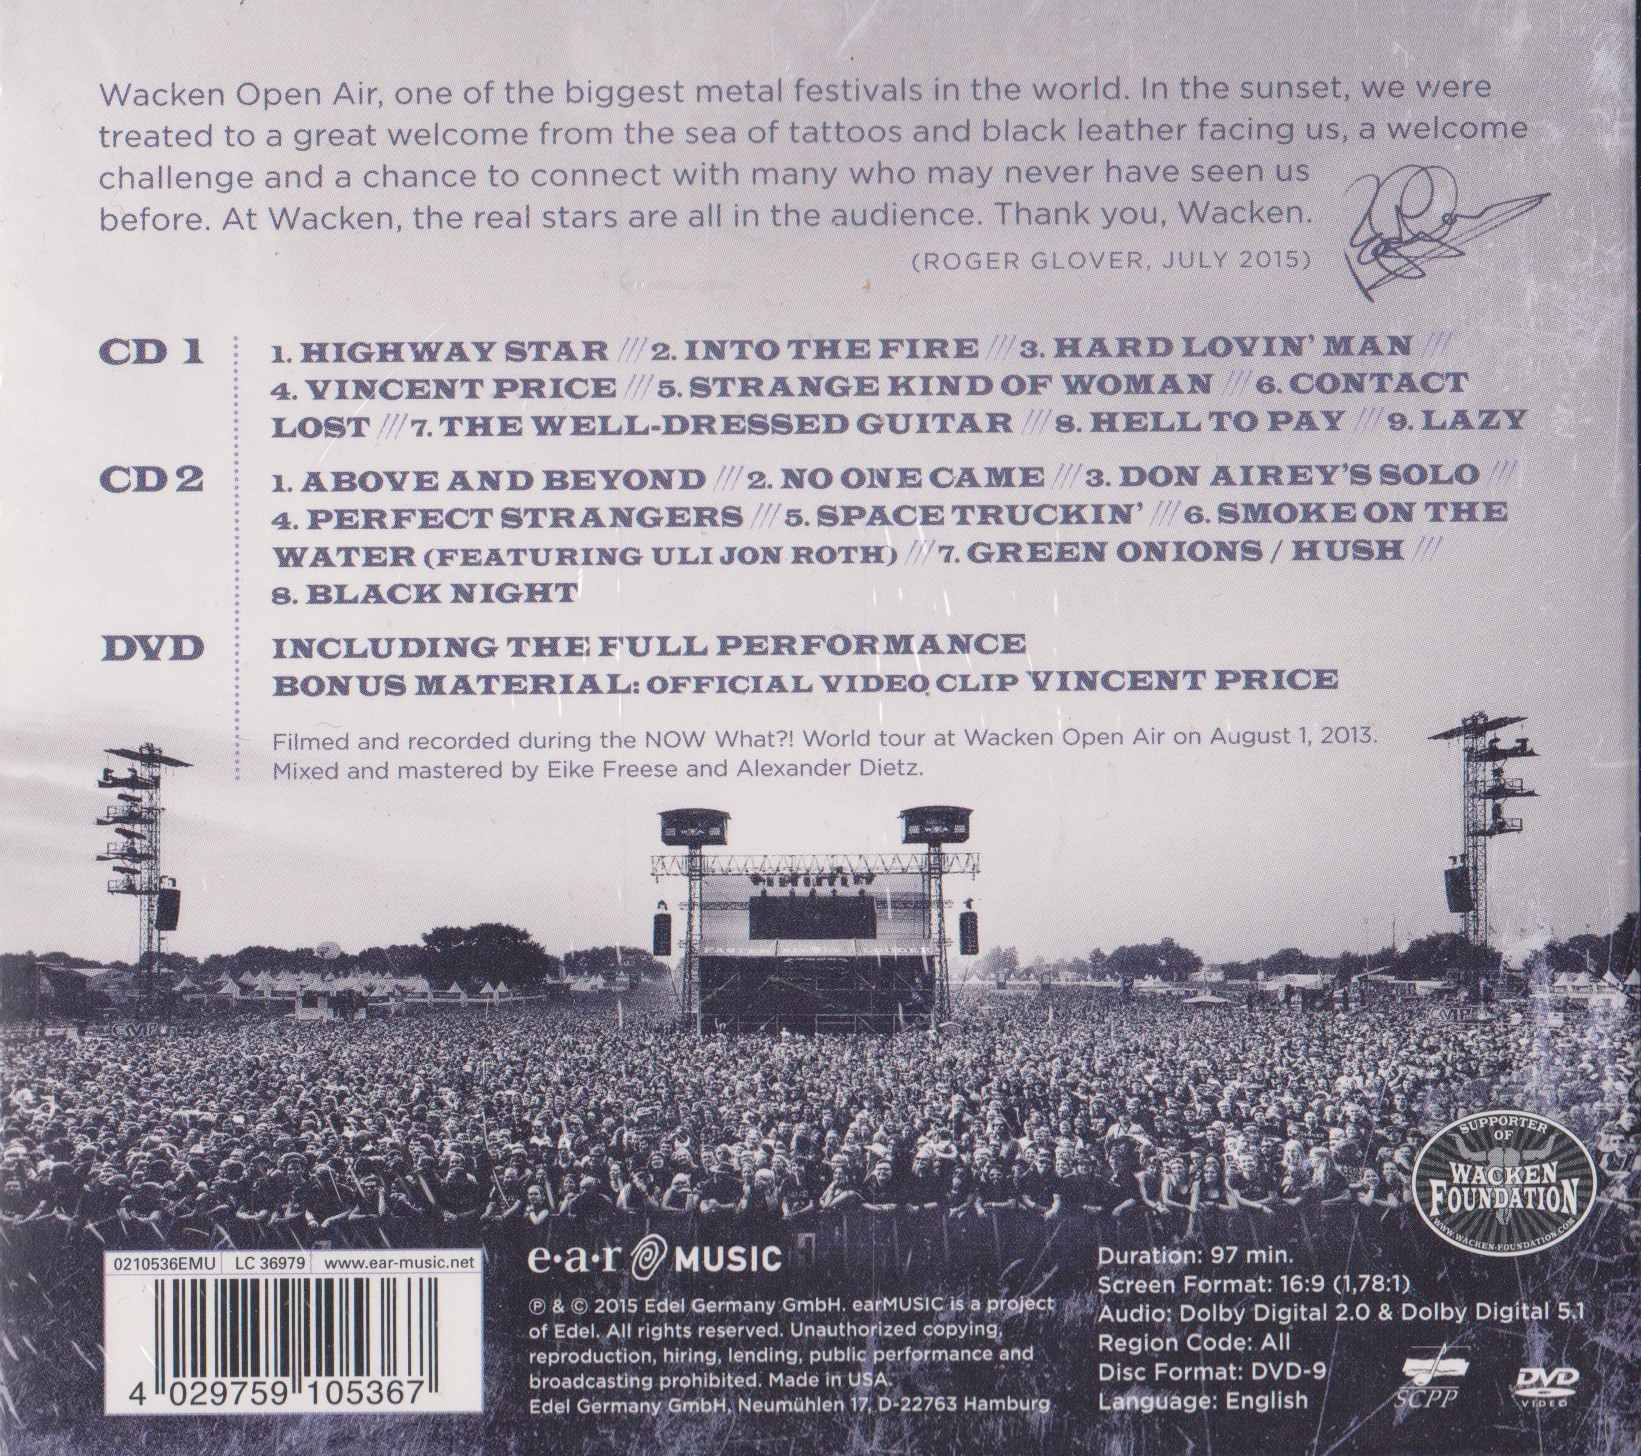 Wacken Open Air, one of the biggest metal festivals in the world. In the sunset, we were
treated to a great welcome from the sea of tattoos and black leather facing us, a welcome
challenge and a chance to connect with many who may never have seen us
before. At Wacken, the real stars are all in the audience. Thank you, Wacken.
(ROGER GLOVER, JULY 2015)
CD 1
1. HIGHWAY STAR /// 2. INTO THE FIRE /// 3. HARD LOVIN' MAN ///
4. VINCENT PRICE /// 5. STRANGE KIND OF WOMAN /// 6. CONTACT
LOST /// 7. THE WELL-DRESSED GUITAR /// 8. HELL TO PAY /// 9. LAZY
CD 2
1. ABOVE AND BEYOND /// 2. NO ONE CAME /// 3. DON AIREY'S SOLO ///
4. PERFECT STRANGERS /// 5. SPACE TRUCKIN' /// 6. SMOKE ON THE
WATER (FEATURING ULI JON ROTH) /// 7. GREEN ONIONS / HUSH ///
8. BLACK NIGHT
DVD
INCLUDING THE FULL PERFORMANCE
BONUS MATERIAL: OFFICIAL VIDEO CLIP VINCENT PRICE
Filmed and recorded during the NOW What?! World tour at Wacken Open Air on August 1, 2013.
Mixed and mastered by Eike Freese and Alexander Dietz.
SUPPORTER
OF
WACKEN
FOUNDATION
WWW.WACKEN-FOUNDATION.COM
0210536EMU LC 36979 www.ear-music.net
4 029759 105367
e·a·r MUSIC
℗ & © 2015 Edel Germany GmbH. earMUSIC is a project
of Edel. All rights reserved. Unauthorized copying,
reproduction, hiring, lending, public performance and
broadcasting prohibited. Made in USA.
Edel Germany GmbH, Neumühlen 17, D-22763 Hamburg
Duration: 97 min.
Screen Format: 16:9 (1,78:1)
Audio: Dolby Digital 2.0 & Dolby Digital 5.1
Region Code: All
Disc Format: DVD-9
Language: English
SCPP
DVD
VIDEO